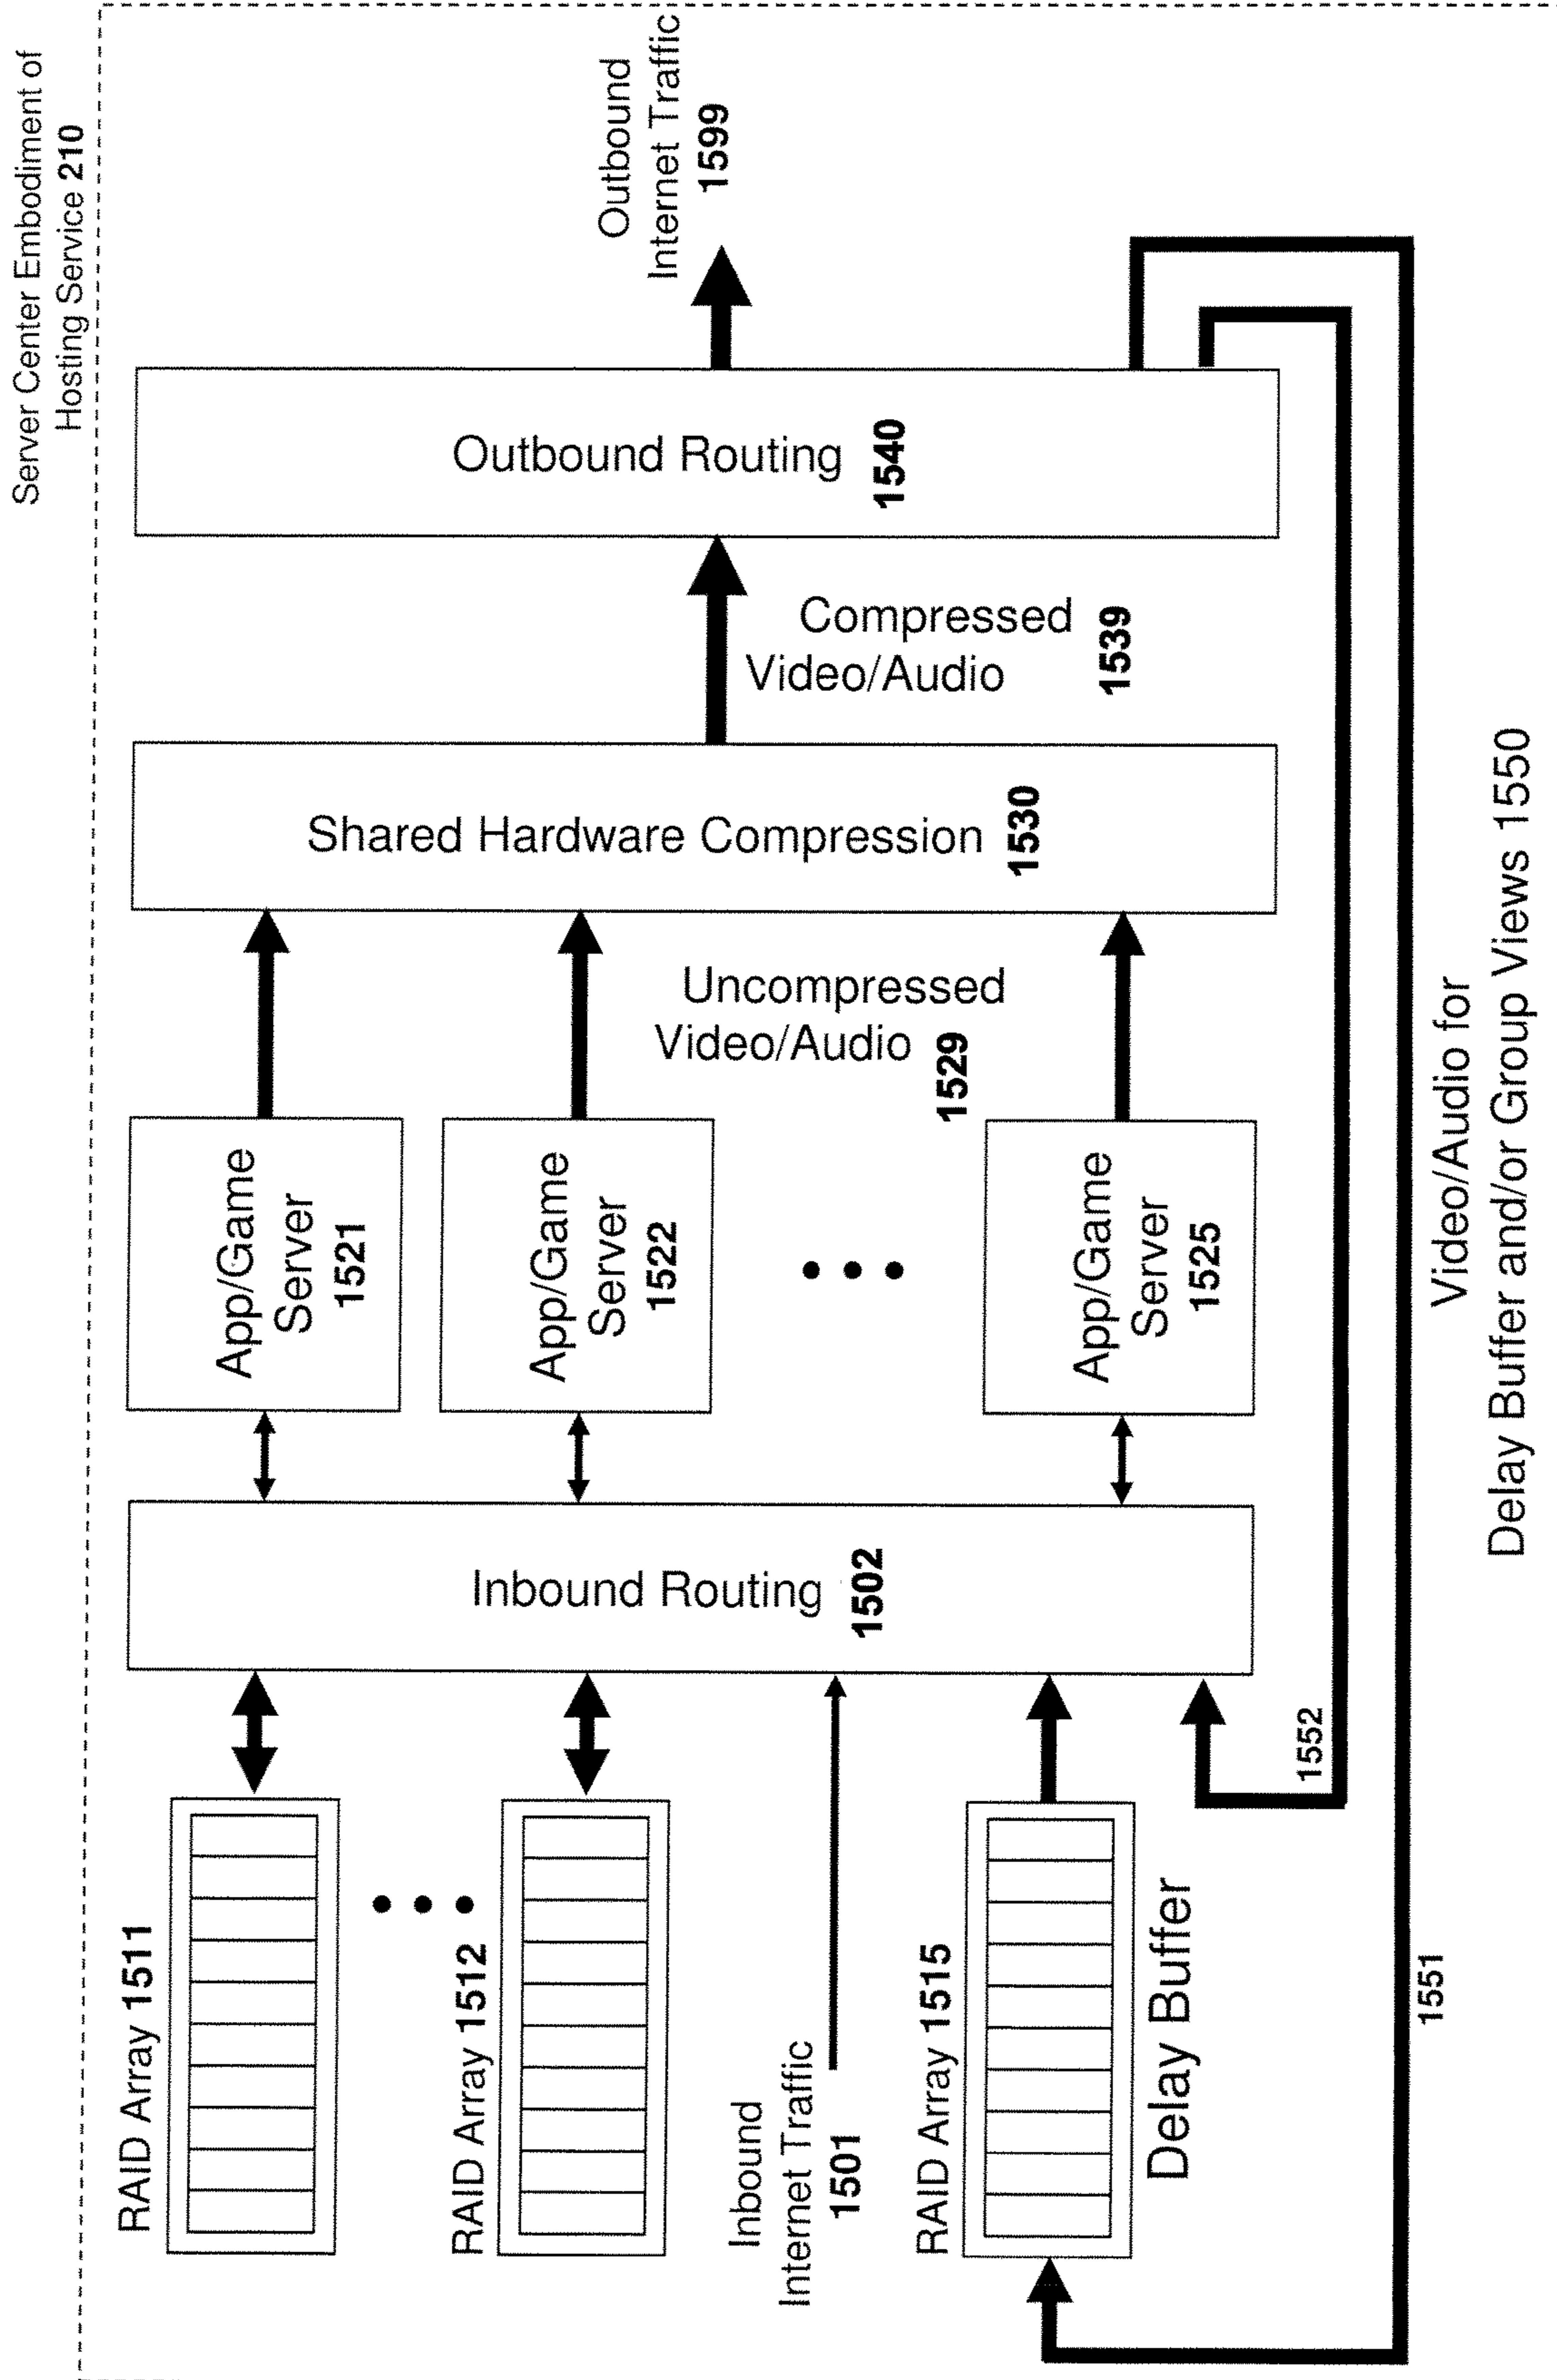 Server Center Embodiment of
Hosting Service 210
RAID Array 1511
RAID Array 1512
Inbound
Internet Traffic
1501
RAID Array 1515
Delay Buffer
Inbound Routing 1502
App/Game
Server
1521
App/Game
Server
1522
App/Game
Server
1525
Uncompressed
Video/Audio
1529
Shared Hardware Compression 1530
Compressed
Video/Audio
1539
Outbound Routing 1540
Outbound
Internet Traffic
1599
1552
1551
Video/Audio for
Delay Buffer and/or Group Views 1550